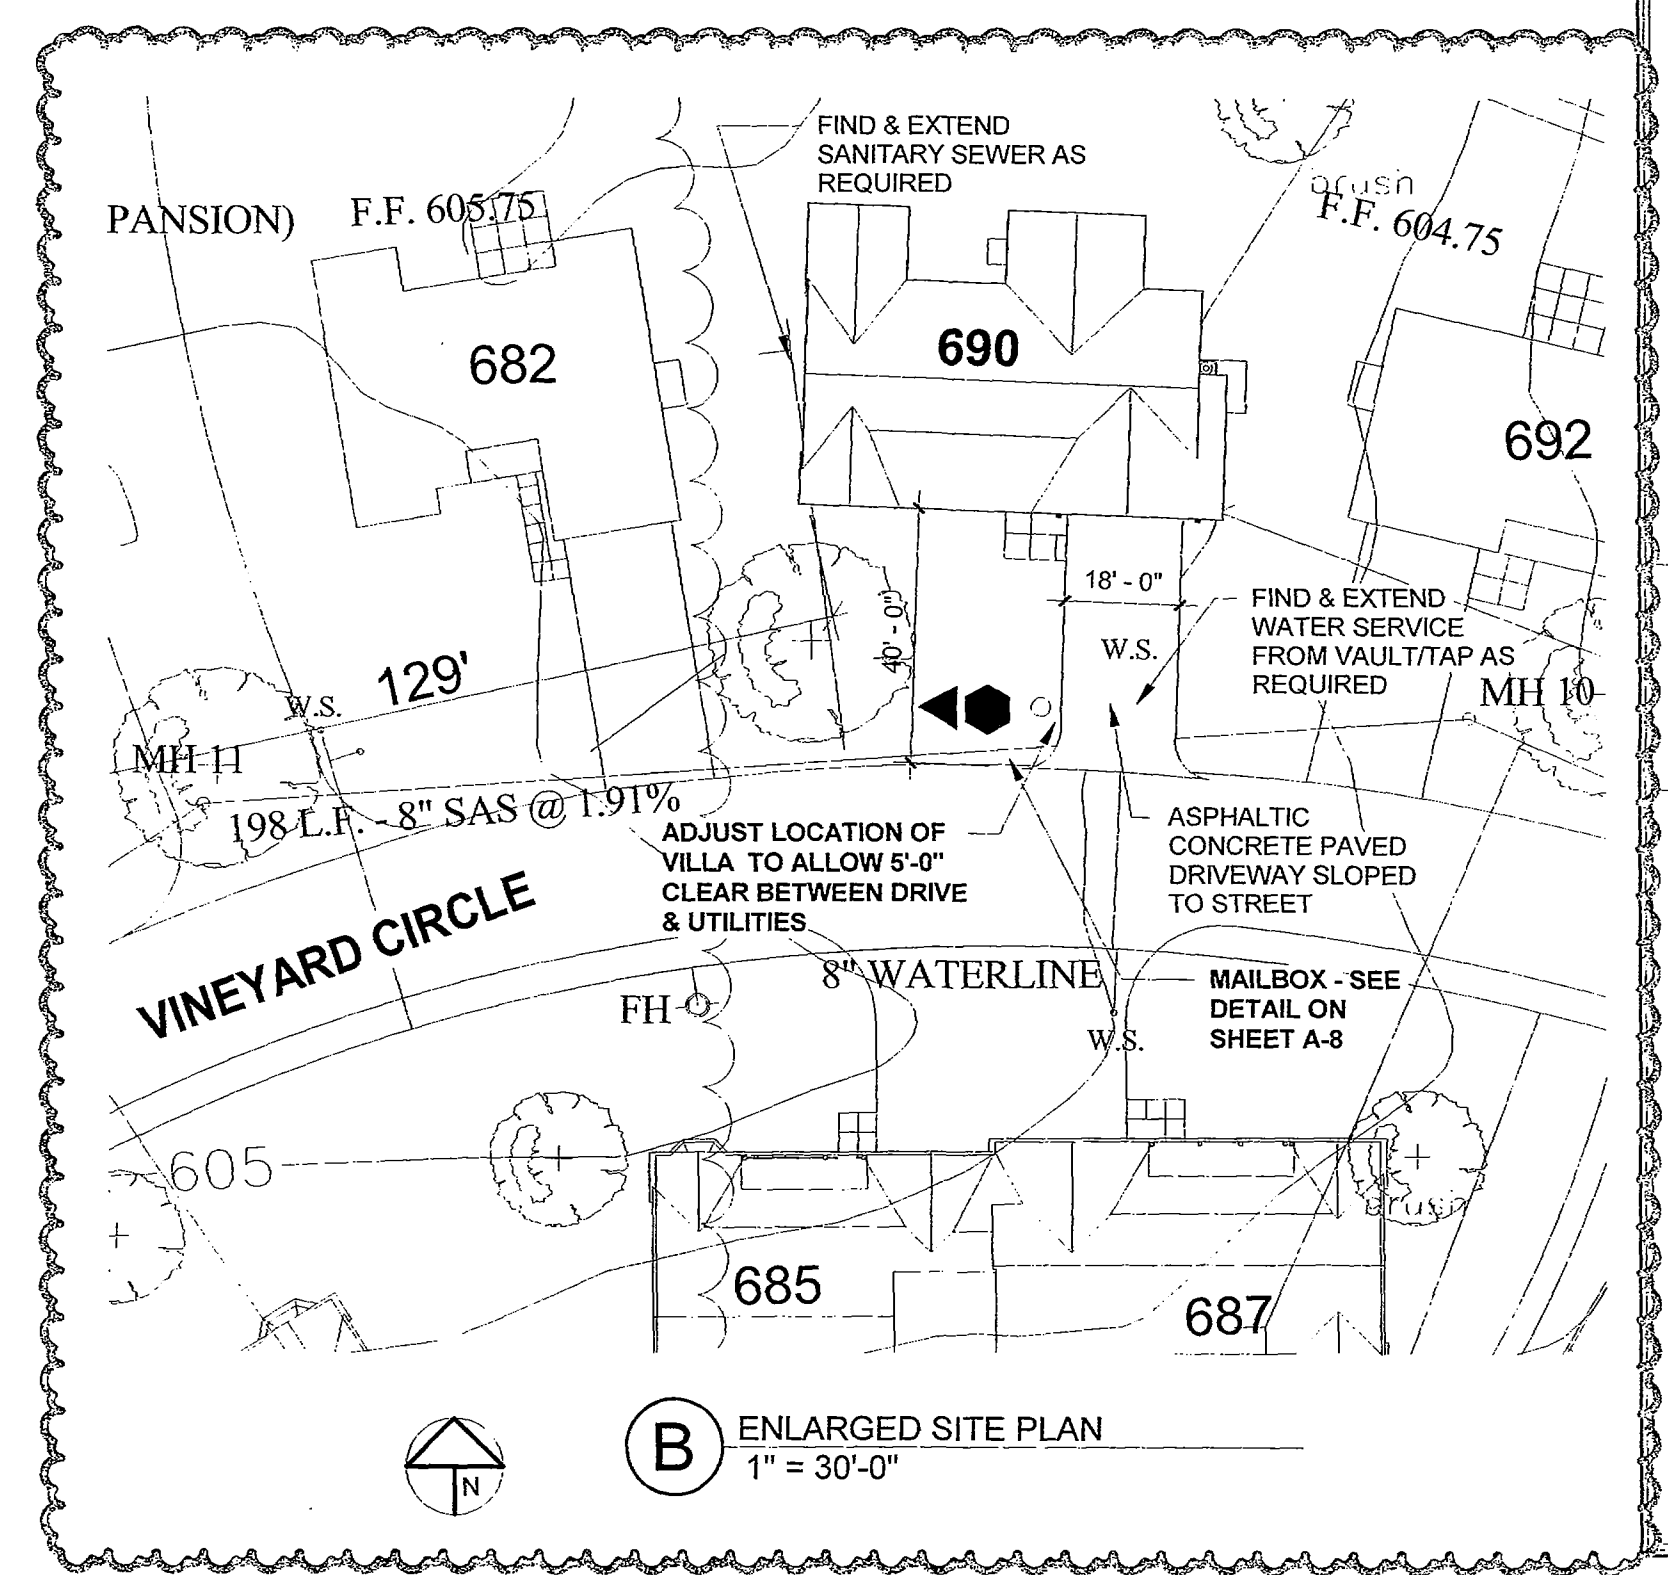 FIND & EXTEND
SANITARY SEWER AS
REQUIRED
brush
PANSION)
F.F. 605.75
F.F. 604.75
682
690
692
18' - 0"
40' - 0"
FIND & EXTEND
WATER SERVICE
FROM VAULT/TAP AS
REQUIRED
W.S.
129'
W.S.
MH 10
MH 11
198 L.F. - 8" SAS @ 1.91%
ADJUST LOCATION OF
VILLA TO ALLOW 5'-0"
CLEAR BETWEEN DRIVE
& UTILITIES
ASPHALTIC
CONCRETE PAVED
DRIVEWAY SLOPED
TO STREET
VINEYARD CIRCLE
8" WATERLINE
MAILBOX - SEE
DETAIL ON
SHEET A-8
FH
W.S.
605
brush
685
687
B
ENLARGED SITE PLAN
1" = 30'-0"
N